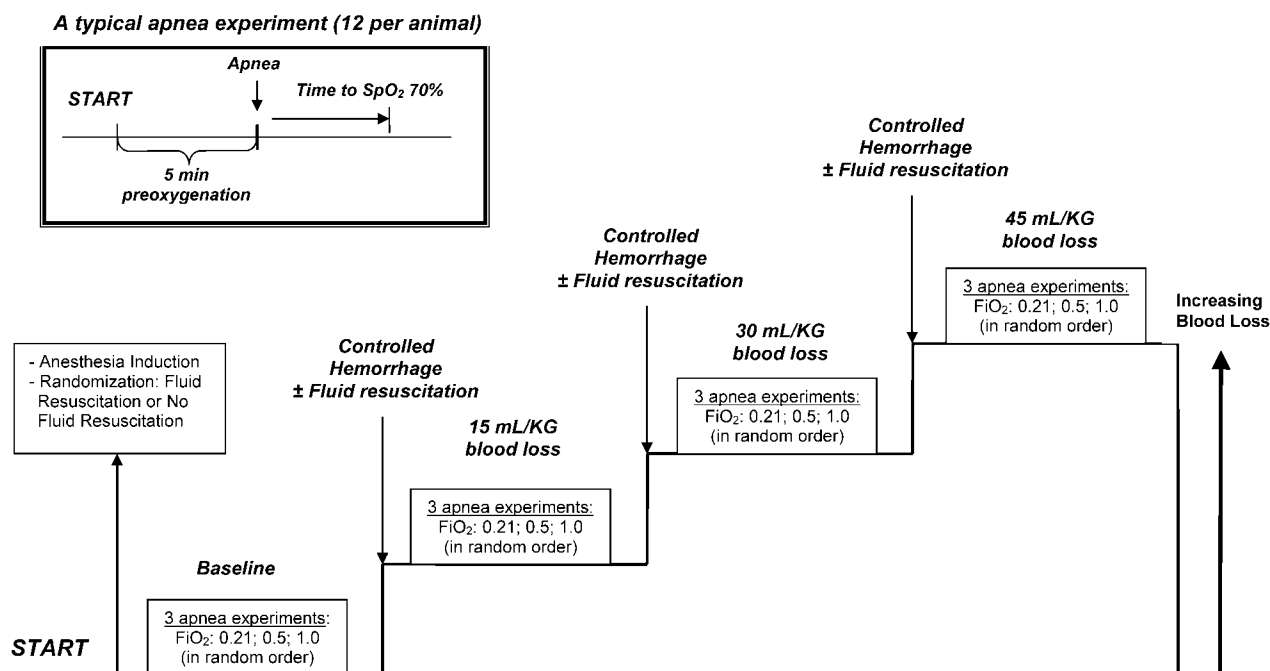 A typical apnea experiment (12 per animal)
Apnea
START
Time to SpO₂ 70%
5 min
preoxygenation
Controlled
Hemorrhage
± Fluid resuscitation
45 mL/KG
blood loss
3 apnea experiments:
FiO₂: 0.21; 0.5; 1.0
(in random order)
Increasing
Blood Loss
Controlled
Hemorrhage
± Fluid resuscitation
30 mL/KG
blood loss
3 apnea experiments:
FiO₂: 0.21; 0.5; 1.0
(in random order)
Controlled
Hemorrhage
± Fluid resuscitation
15 mL/KG
blood loss
3 apnea experiments:
FiO₂: 0.21; 0.5; 1.0
(in random order)
- Anesthesia Induction
- Randomization: Fluid
Resuscitation or No
Fluid Resuscitation
Baseline
3 apnea experiments:
FiO₂: 0.21; 0.5; 1.0
(in random order)
START